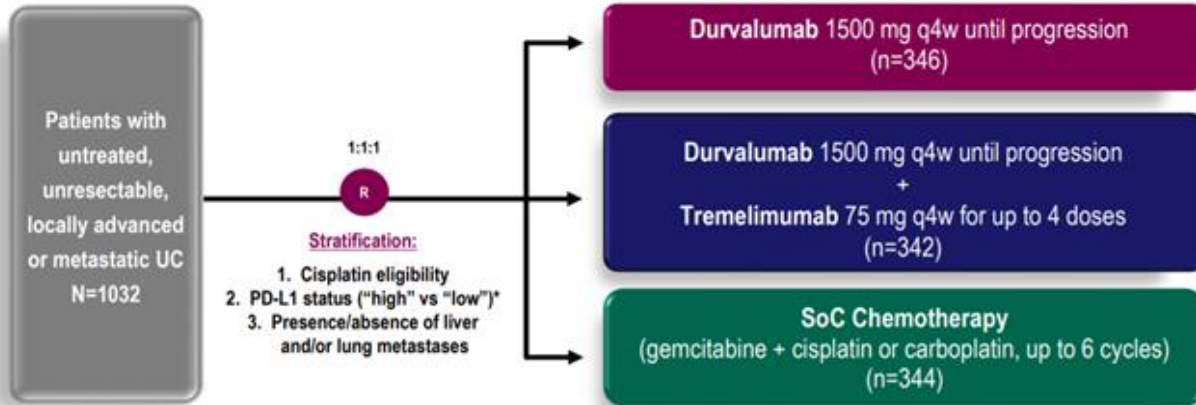 Patients with
untreated,
unresectable,
locally advanced
or metastatic UC
N=1032
1:1:1
R
Stratification:
1. Cisplatin eligibility
2. PD-L1 status (“high” vs “low”)*
3. Presence/absence of liver
and/or lung metastases
Durvalumab 1500 mg q4w until progression
(n=346)
Durvalumab 1500 mg q4w until progression
+
Tremelimumab 75 mg q4w for up to 4 doses
(n=342)
SoC Chemotherapy
(gemcitabine + cisplatin or carboplatin, up to 6 cycles)
(n=344)